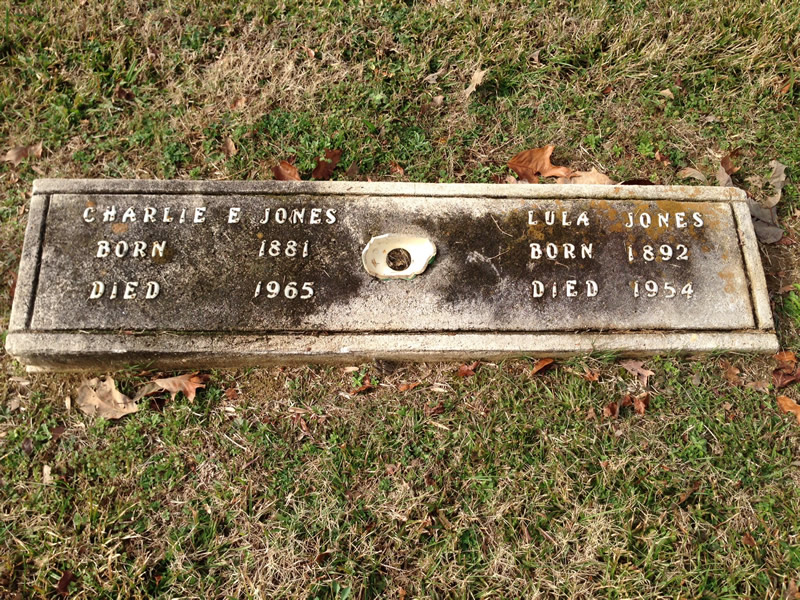 CHARLIE E JONES
BORN 1881
DIED 1965
LULA JONES
BORN 1892
DIED 1954